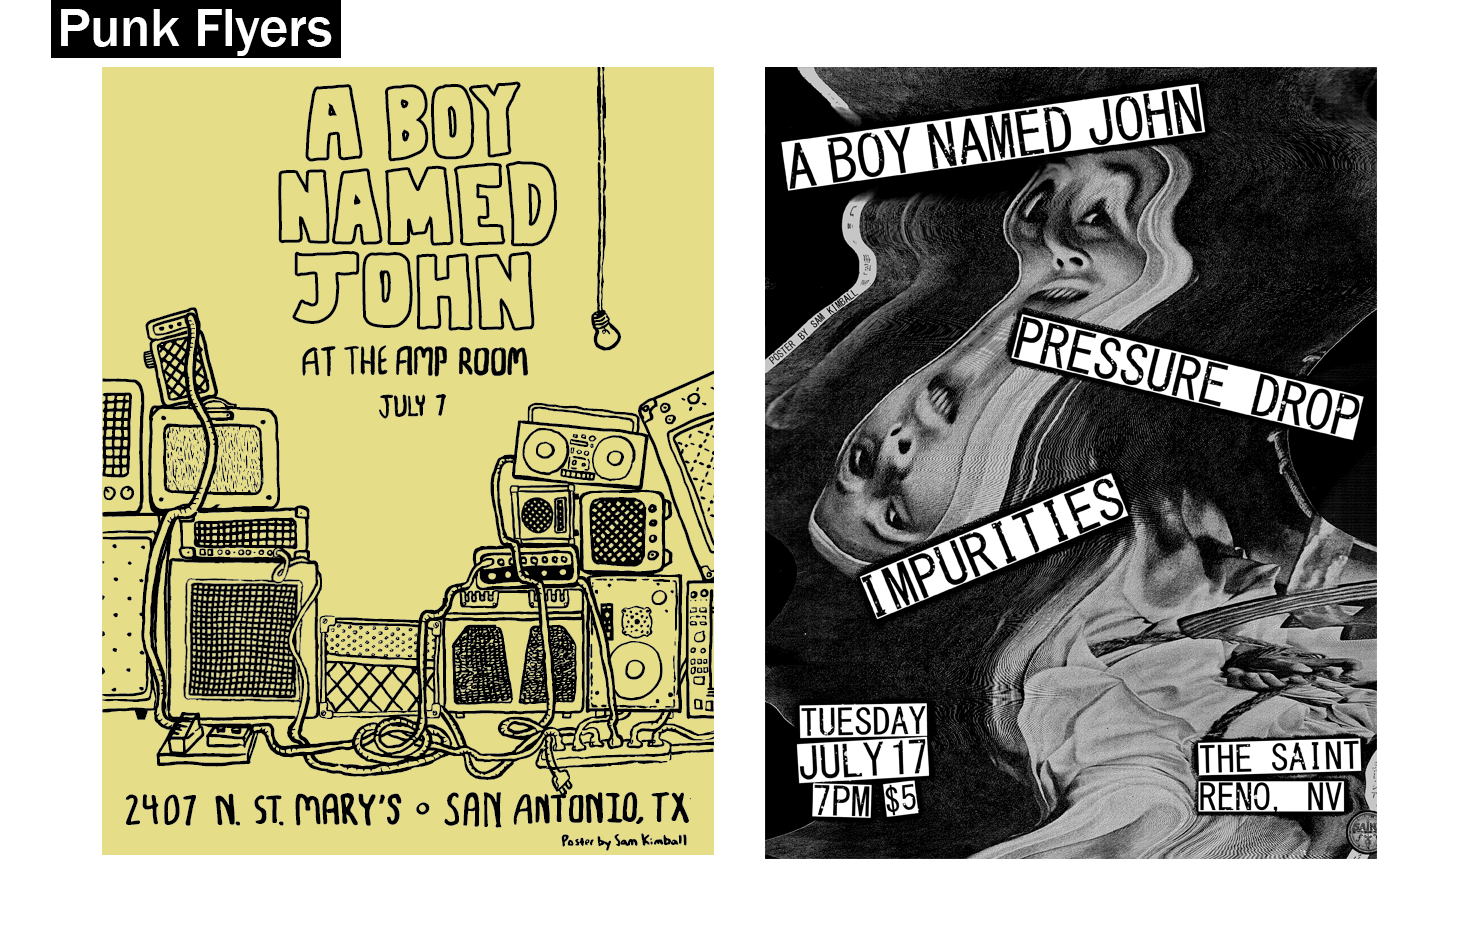 Punk Flyers
A BOY
NAMED
JOHN
AT THE AMP ROOM
JULY 7
2407 N. ST. MARY'S o SAN ANTONIO, TX
Poster by Sam Kimball
A BOY NAMED JOHN
POSTER BY SAM KIMBALL
PRESSURE DROP
IMPURITIES
TUESDAY
JULY 17
7PM $5
THE SAINT
RENO, NV